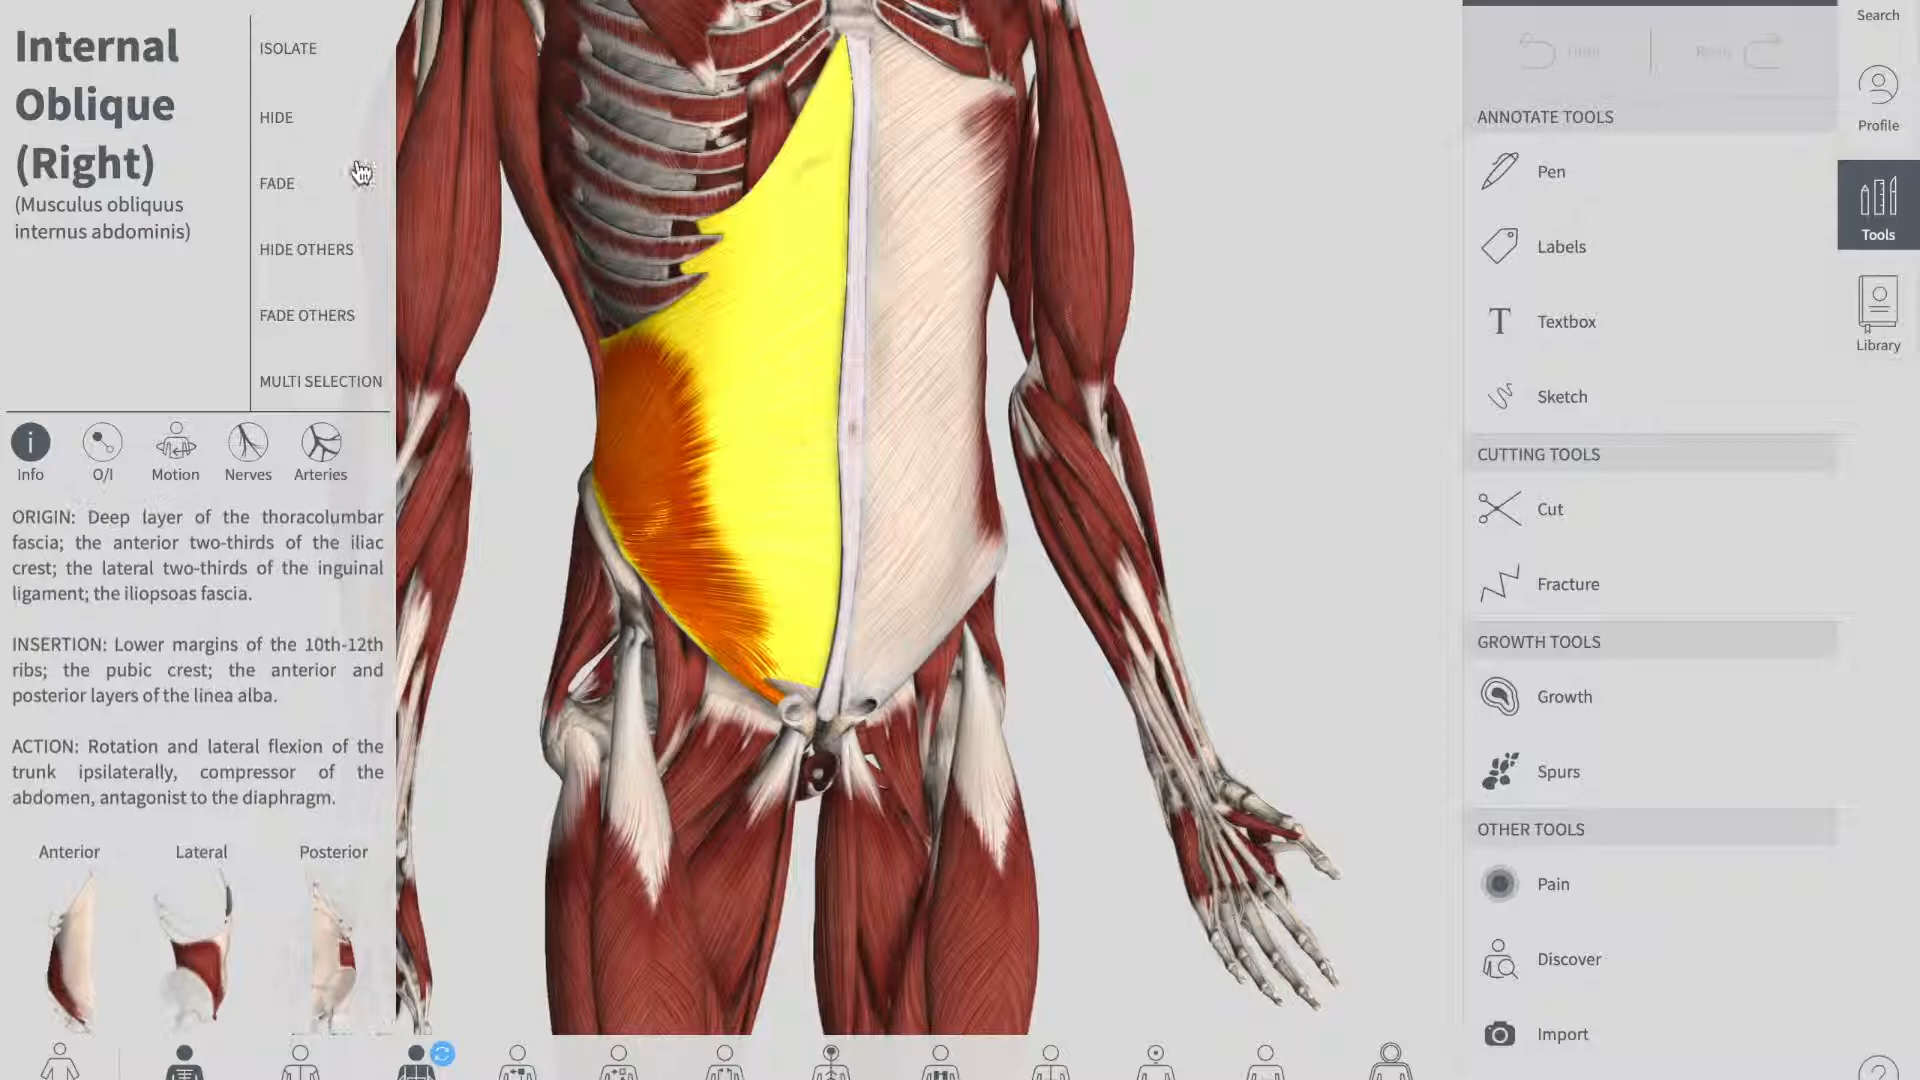 Internal
Oblique
(Right)
(Musculus obliquus
internus abdominis)
ISOLATE
HIDE
FADE
HIDE OTHERS
FADE OTHERS
MULTI SELECTION
i
Info
O/I
Motion
Nerves
Arteries
ORIGIN: Deep layer of the thoracolumbar
fascia; the anterior two-thirds of the iliac
crest; the lateral two-thirds of the inguinal
ligament; the iliopsoas fascia.
INSERTION: Lower margins of the 10th-12th
ribs; the pubic crest; the anterior and
posterior layers of the linea alba.
ACTION: Rotation and lateral flexion of the
trunk ipsilaterally, compressor of the
abdomen, antagonist to the diaphragm.
Anterior
Lateral
Posterior
ANNOTATE TOOLS
Pen
Labels
T
Textbox
Sketch
CUTTING TOOLS
Cut
Fracture
GROWTH TOOLS
Growth
Spurs
OTHER TOOLS
Pain
Discover
Import
Search
Profile
Tools
Library
?